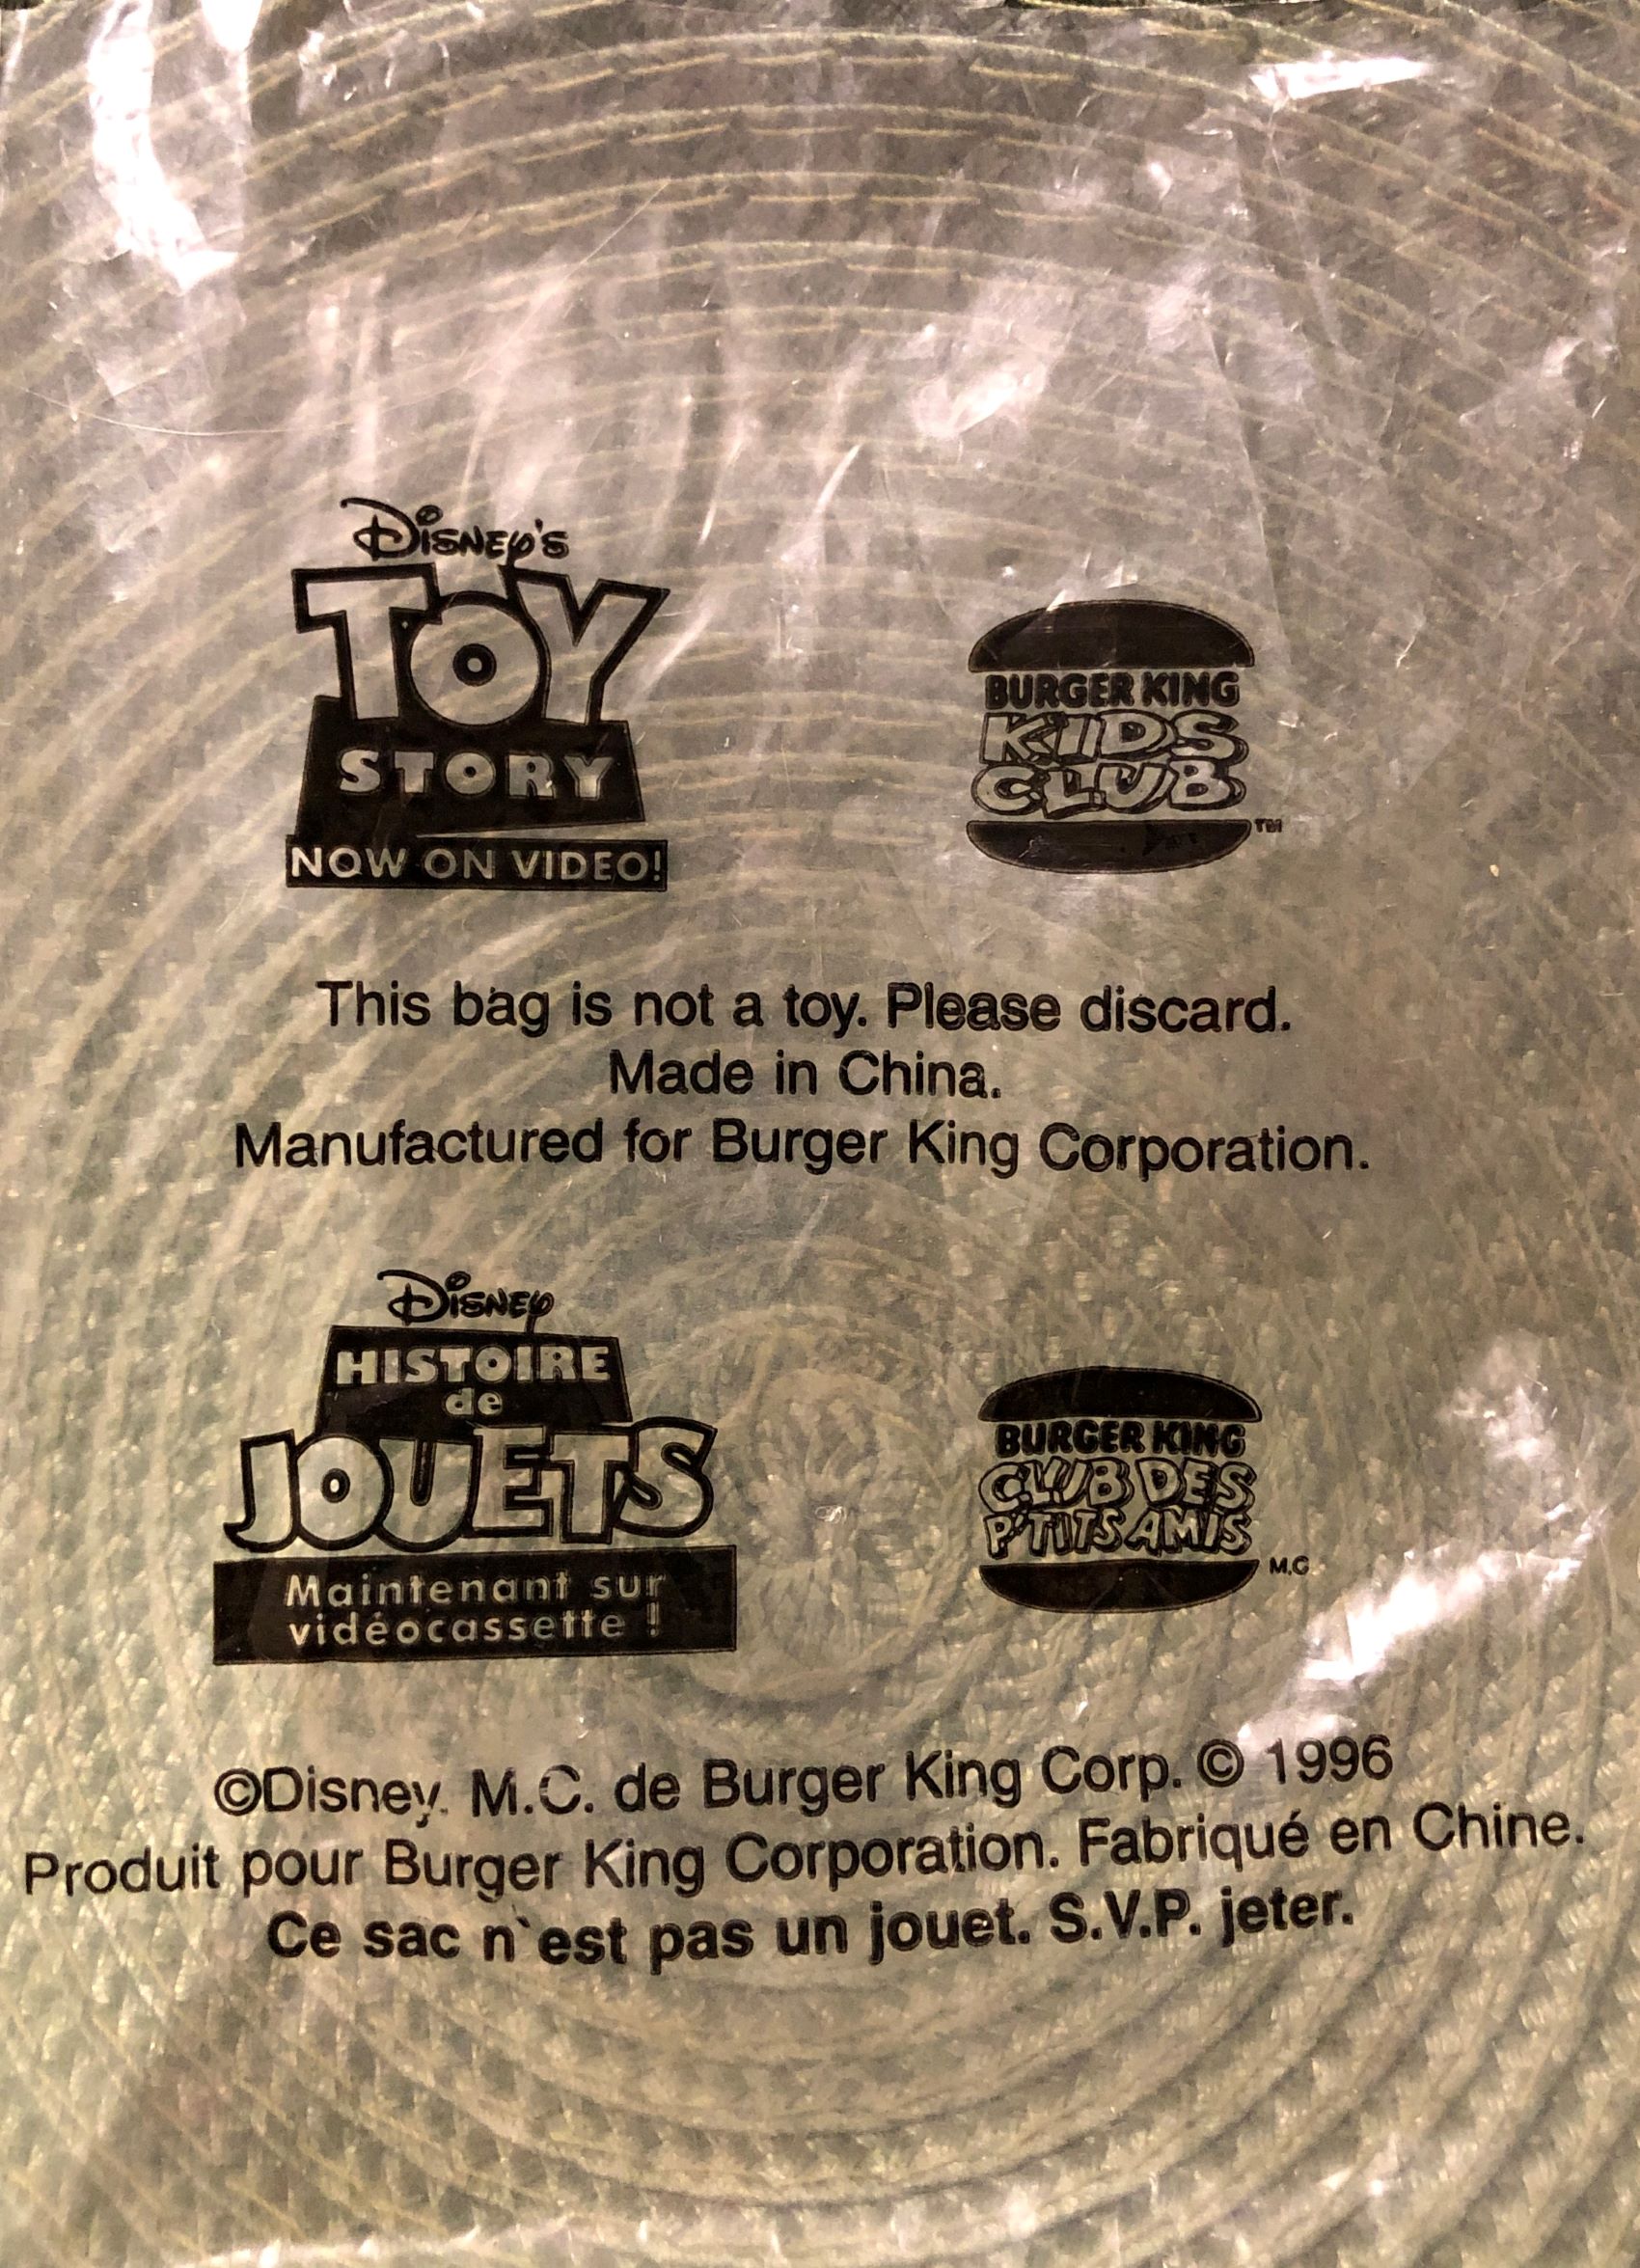 Disney's
TOY
STORY
NOW ON VIDEO!
BURGER KING
KIDS
CLUB
TM
This bag is not a toy. Please discard.
Made in China.
Manufactured for Burger King Corporation.
Disney
HISTOIRE
de
JOUETS
Maintenant sur
vidéocassette !
BURGER KING
CLUB DES
P'TITS AMIS
M.C
©Disney. M.C. de Burger King Corp. © 1996
Produit pour Burger King Corporation. Fabriqué en Chine.
Ce sac n`est pas un jouet. S.V.P. jeter.